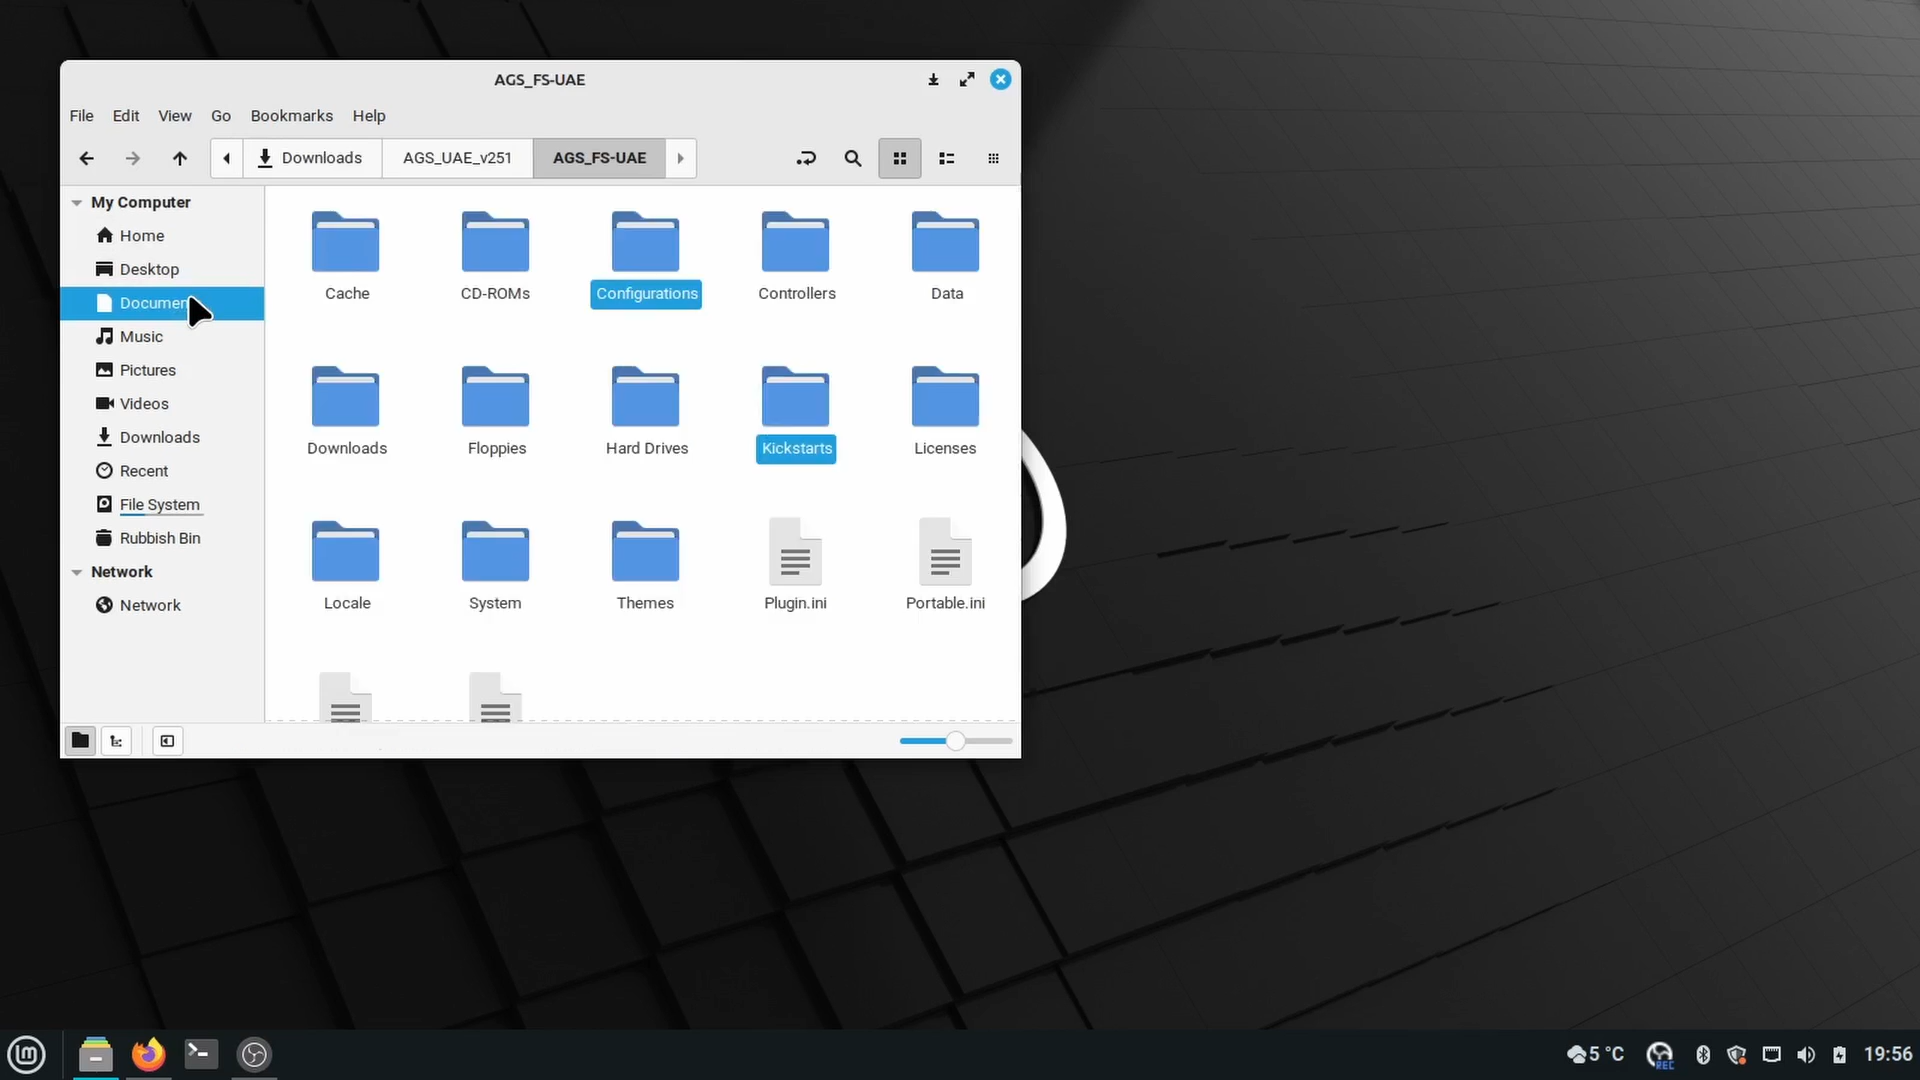 AGS_FS-UAE
File Edit View Go Bookmarks Help
Downloads AGS_UAE_v251 AGS_FS-UAE
My Computer
Home
Desktop
Documen
Music
Pictures
Videos
Downloads
Recent
File System
Rubbish Bin
Network
Network
Cache CD-ROMs Configurations Controllers Data
Downloads Floppies Hard Drives Kickstarts Licenses
Locale System Themes Plugin.ini Portable.ini
lm 5 °C REC 19:56